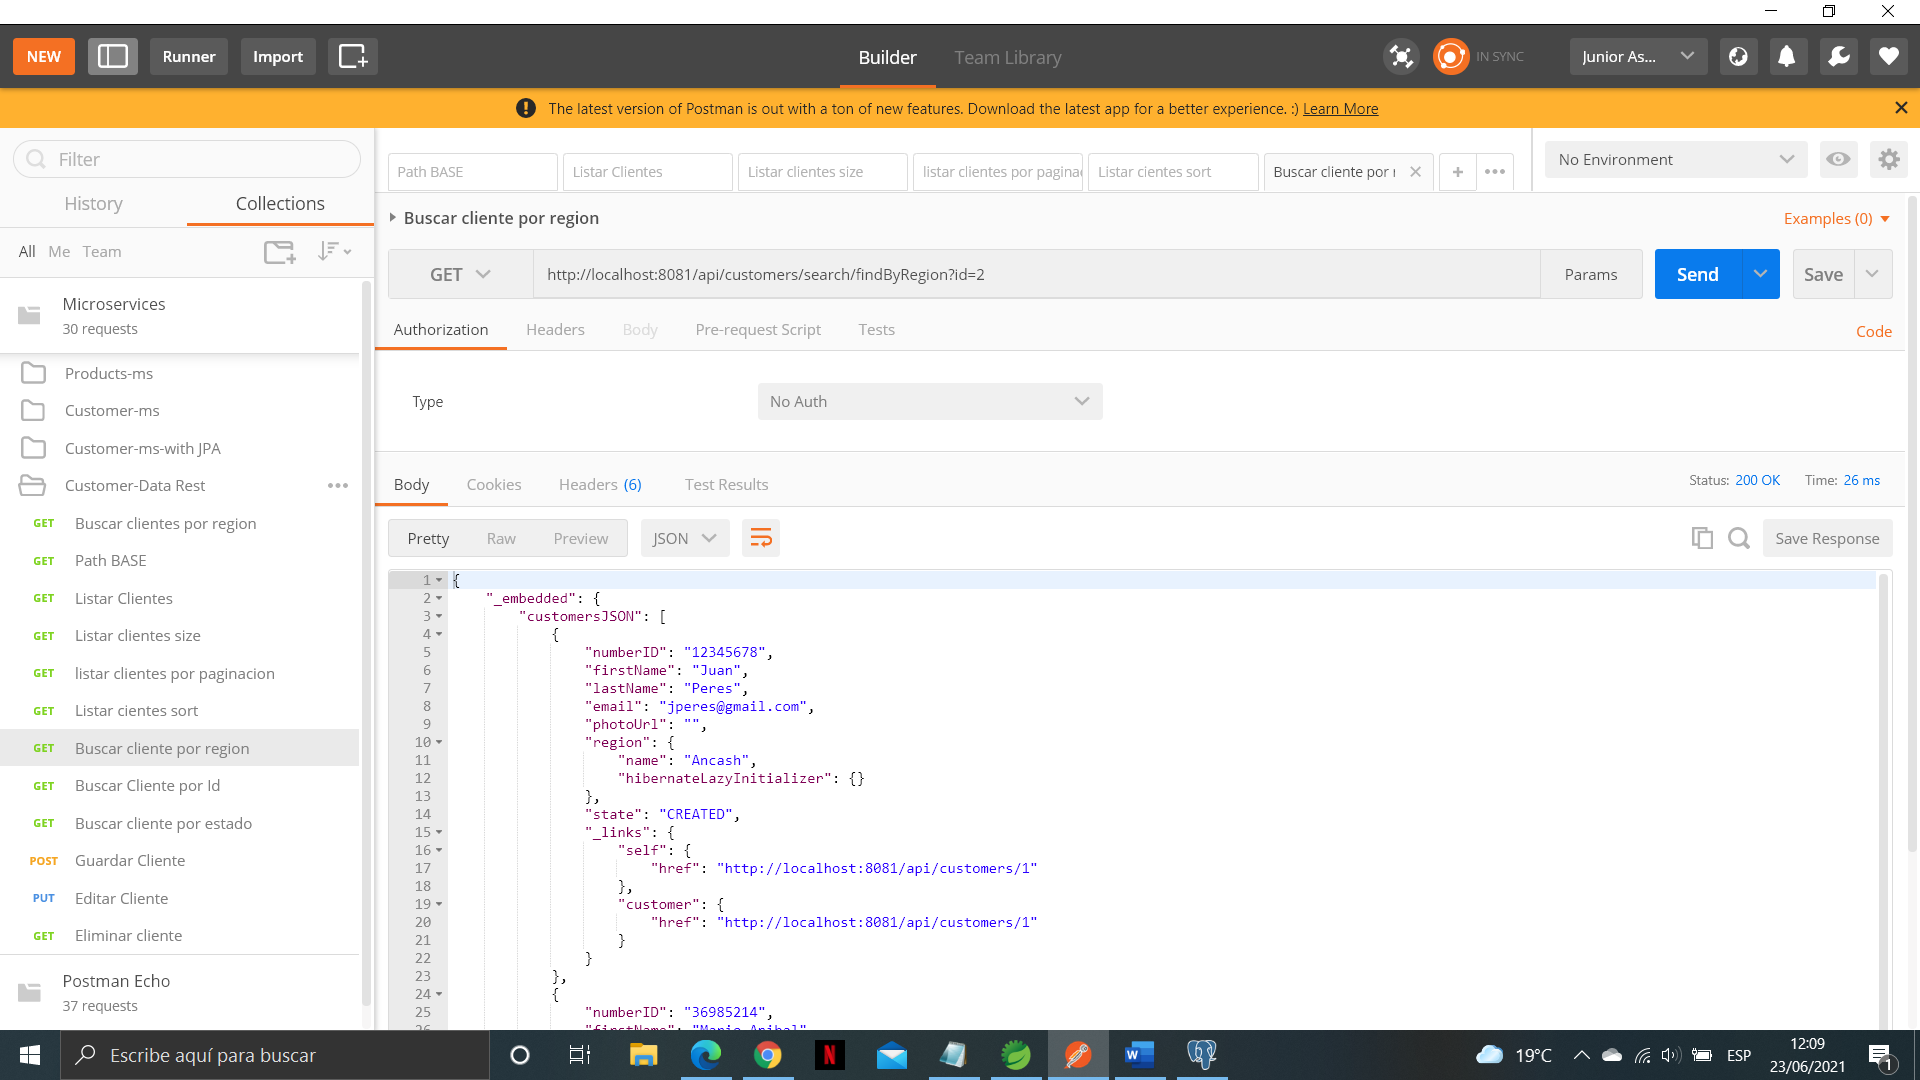 NEW
Runner
Import
Builder
Team Library
IN SYNC
Junior As...
The latest version of Postman is out with a ton of new features. Download the latest app for a better experience. :) Learn More
Filter
History
Collections
All Me Team
Microservices
30 requests
Products-ms
Customer-ms
Customer-ms-with JPA
Customer-Data Rest
GET Buscar clientes por region
GET Path BASE
GET Listar Clientes
GET Listar clientes size
GET listar clientes por paginacion
GET Listar cientes sort
GET Buscar cliente por region
GET Buscar Cliente por Id
GET Buscar cliente por estado
POST Guardar Cliente
PUT Editar Cliente
GET Eliminar cliente
Postman Echo
37 requests
Path BASE
Listar Clientes
Listar clientes size
listar clientes por pagina
Listar cientes sort
Buscar cliente por
No Environment
Buscar cliente por region
Examples (0)
GET
http://localhost:8081/api/customers/search/findByRegion?id=2
Params
Send
Save
Authorization
Headers
Body
Pre-request Script
Tests
Code
Type
No Auth
Body
Cookies
Headers (6)
Test Results
Status: 200 OK
Time: 26 ms
Pretty
Raw
Preview
JSON
Save Response
1 {
2 "_embedded": {
3 "customersJSON": [
4 {
5 "numberID": "12345678",
6 "firstName": "Juan",
7 "lastName": "Peres",
8 "email": "jperes@gmail.com",
9 "photoUrl": "",
10 "region": {
11 "name": "Ancash",
12 "hibernateLazyInitializer": {}
13 },
14 "state": "CREATED",
15 "_links": {
16 "self": {
17 "href": "http://localhost:8081/api/customers/1"
18 },
19 "customer": {
20 "href": "http://localhost:8081/api/customers/1"
21 }
22 }
23 },
24 {
25 "numberID": "36985214",
26 "firstName": "Mario Anibal"
Escribe aquí para buscar
19°C
ESP
12:09
23/06/2021
1